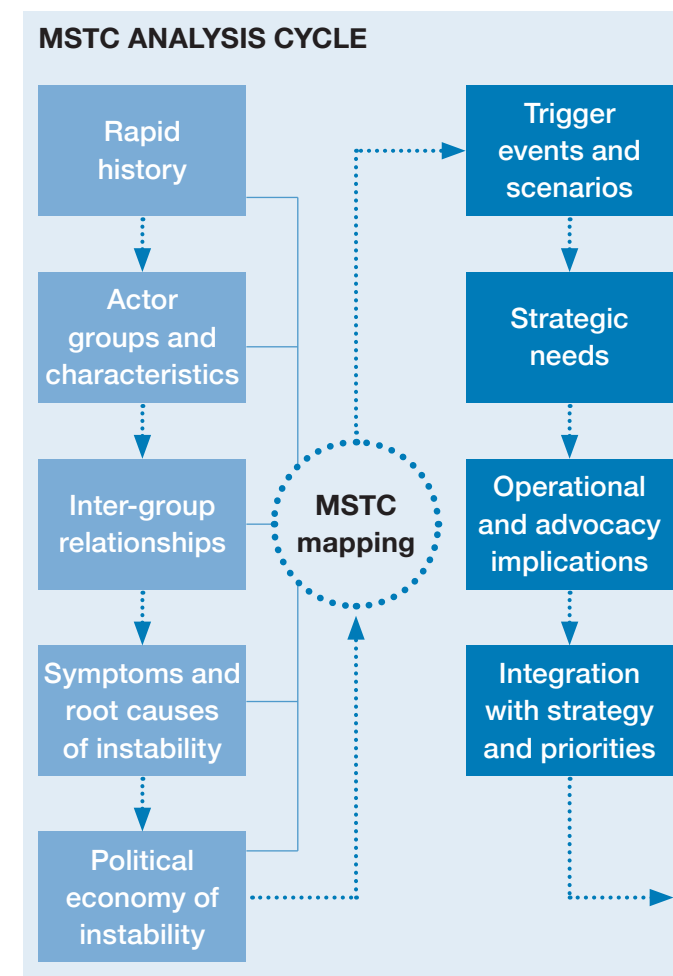 MSTC ANALYSIS CYCLE
Rapid
history
Actor
groups and
characteristics
Inter-group
relationships
Symptoms and
root causes
of instability
Political
economy of
instability
MSTC
mapping
Trigger
events and
scenarios
Strategic
needs
Operational
and advocacy
implications
Integration
with strategy
and priorities